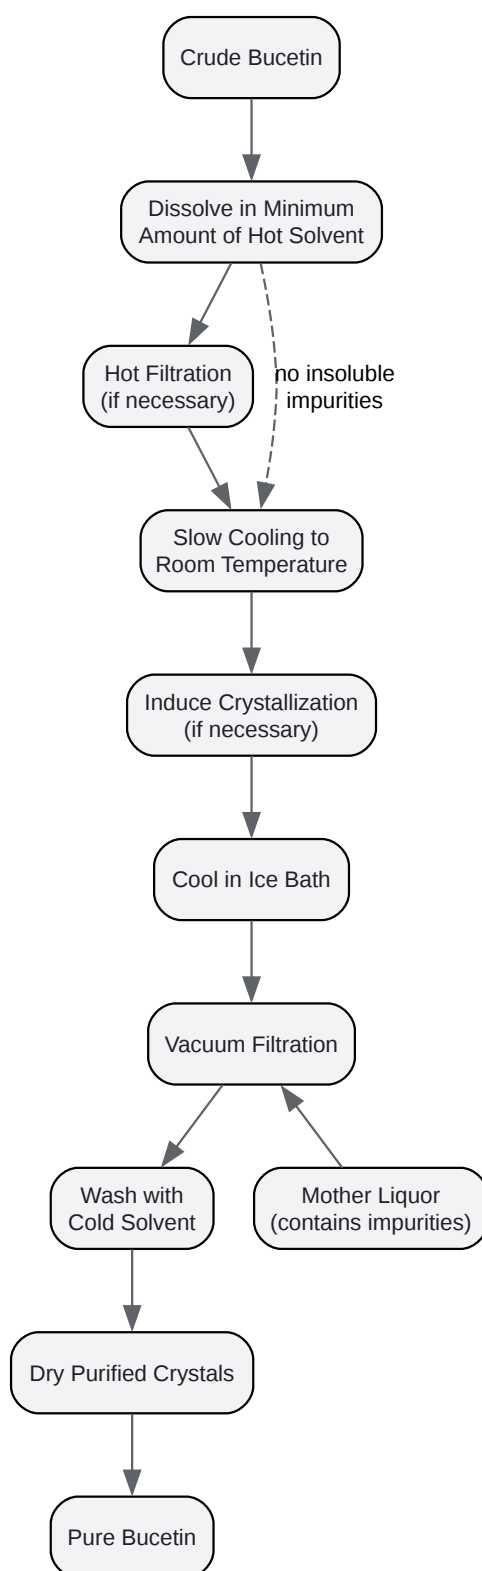 Crude Bucetin
Dissolve in Minimum
Amount of Hot Solvent
Hot Filtration
(if necessary)
no insoluble
impurities
Slow Cooling to
Room Temperature
Induce Crystallization
(if necessary)
Cool in Ice Bath
Vacuum Filtration
Wash with
Cold Solvent
Mother Liquor
(contains impurities)
Dry Purified Crystals
Pure Bucetin